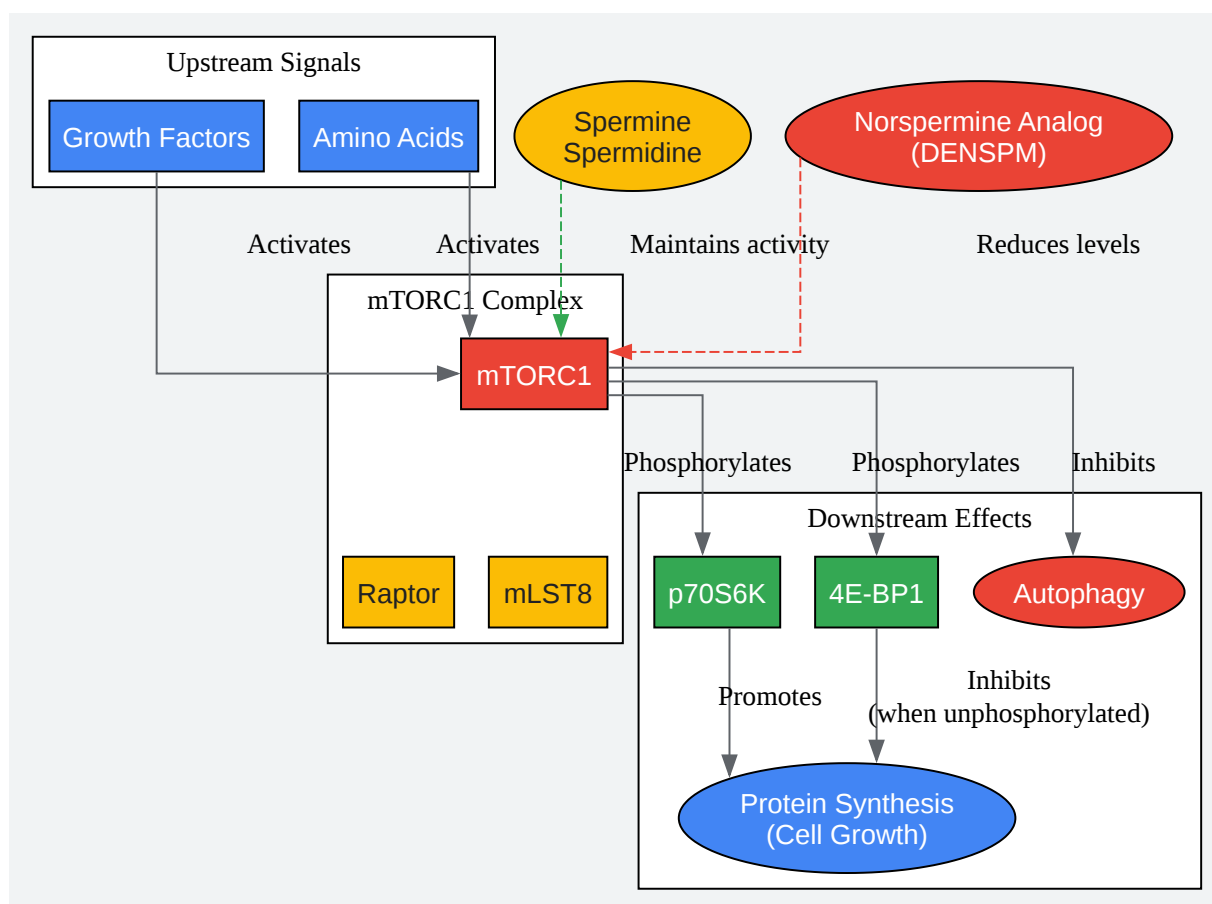 Upstream Signals
Growth Factors
Amino Acids
Spermine
Spermidine
Norspermine Analog
(DENSPM)
Activates
Activates
Maintains activity
Reduces levels
mTORC1 Complex
mTORC1
Phosphorylates
Phosphorylates
Inhibits
Downstream Effects
Raptor
mLST8
p70S6K
4E-BP1
Autophagy
Promotes
Inhibits
(when unphosphorylated)
Protein Synthesis
(Cell Growth)